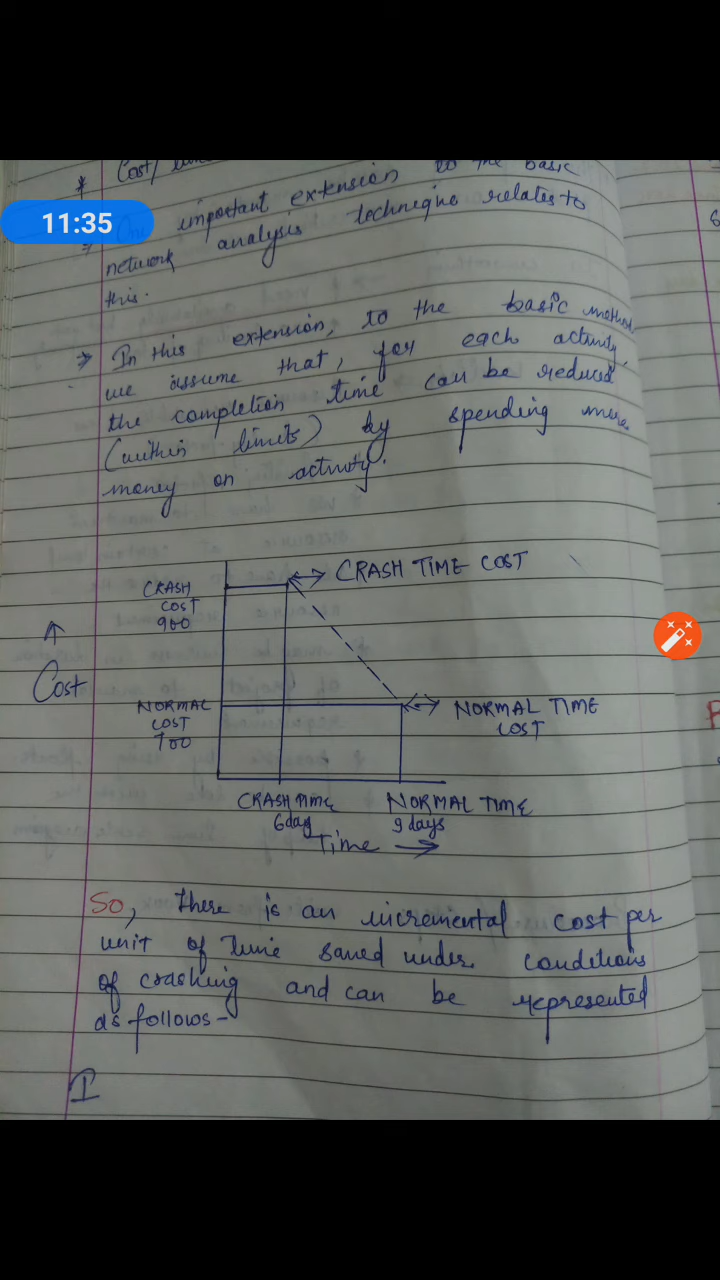 * Cost/
11:35
important extension to the basic
network analysis technique relates to
this.
⇒ In this extension, to the basic method
we assume that, for each activity,
the completion time can be reduced
(within limits) by spending more
money on activity.
CRASH TIME COST
CRASH
COST
900
↑
Cost
NORMAL
COST
700
NORMAL TIME
COST
CRASH TIME
6 day
NORMAL TIME
9 days
Time →
So, there is an incremental cost per
unit of time saved under conditions
of crashing and can be represented
as follows-
I